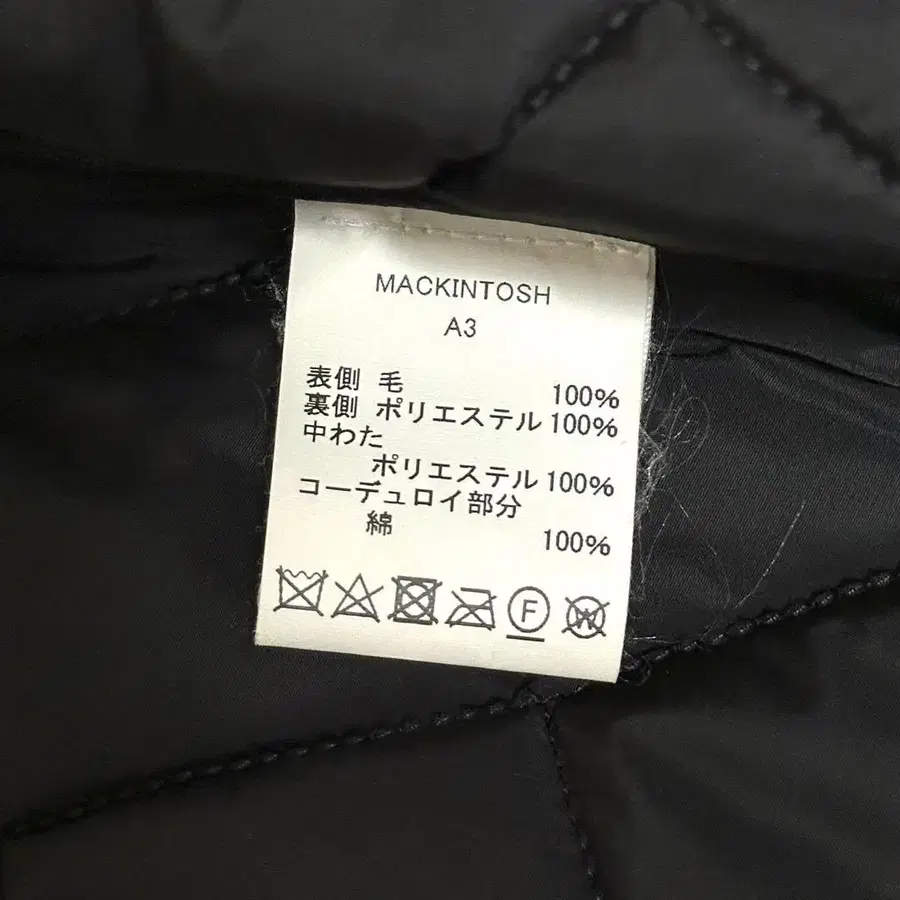 MACKINTOSH
A3
表側 毛 100%
裏側 ポリエステル 100%
中わた
ポリエステル 100%
コーデュロイ部分
綿 100%
F W